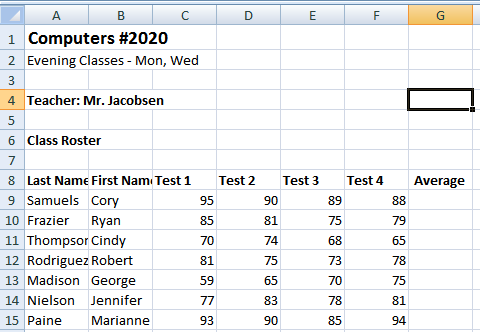 A B C D E F G
1 Computers #2020
2 Evening Classes - Mon, Wed
3
4 Teacher: Mr. Jacobsen
5
6 Class Roster
7
8 Last Name First Nam Test 1 Test 2 Test 3 Test 4 Average
9 Samuels Cory 95 90 89 88
10 Frazier Ryan 85 81 75 79
11 Thompsor Cindy 70 74 68 65
12 Rodriguez Robert 81 75 73 78
13 Madison George 59 65 70 75
14 Nielson Jennifer 77 83 78 81
15 Paine Marianne 93 90 85 94